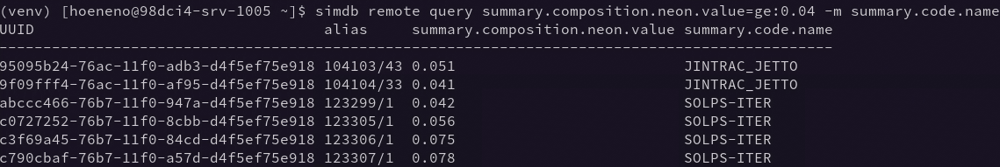 (venv) [hoeneno@98dci4-srv-1005 ~]$ simdb remote query summary.composition.neon.value=ge:0.04 -m summary.code.name
UUID alias summary.composition.neon.value summary.code.name
-----------------------------------------------------------------------------------------------
95095b24-76ac-11f0-adb3-d4f5ef75e918 104103/43 0.051 JINTRAC_JETTO
9f09fff4-76ac-11f0-af95-d4f5ef75e918 104104/33 0.041 JINTRAC_JETTO
abccc466-76b7-11f0-947a-d4f5ef75e918 123299/1 0.042 SOLPS-ITER
c0727252-76b7-11f0-8cbb-d4f5ef75e918 123305/1 0.056 SOLPS-ITER
c3f69a45-76b7-11f0-84cd-d4f5ef75e918 123306/1 0.075 SOLPS-ITER
c790cbaf-76b7-11f0-a57d-d4f5ef75e918 123307/1 0.078 SOLPS-ITER